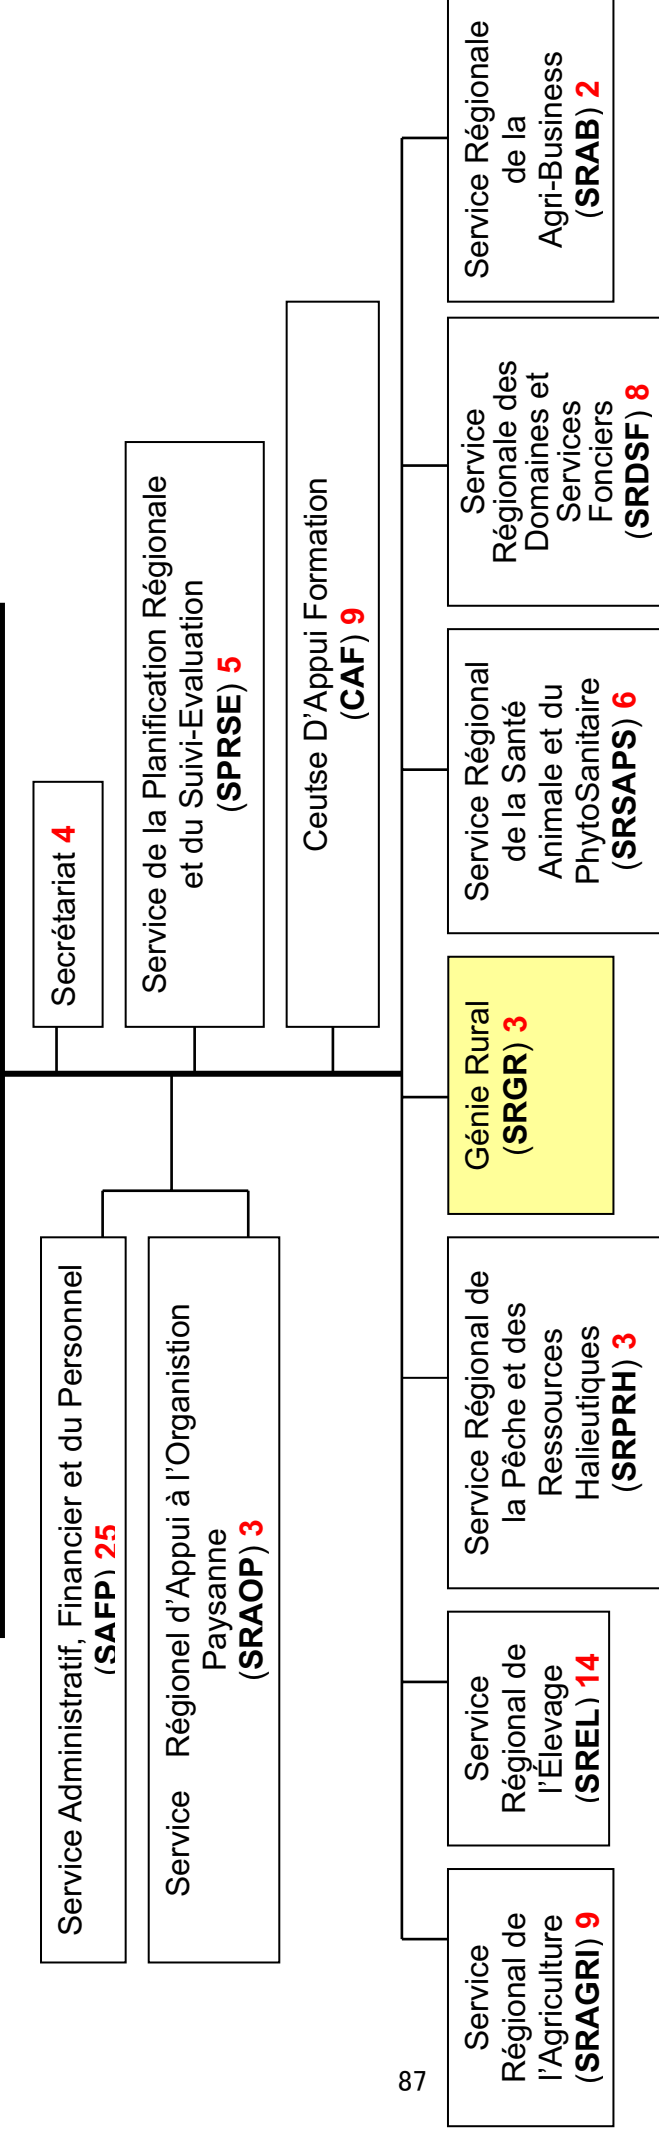 Secrétariat 4
Service Administratif, Financier et du Personnel
(SAFP) 25
Service de la Planification Régionale
et du Suivi-Evaluation
(SPRSE) 5
Service Régionel d'Appui à l'Organistion
Paysanne
(SRAOP) 3
Ceutse D'Appui Formation
(CAF) 9
Service
Régional de
l'Agriculture
(SRAGRI) 9
Service
Régional de
l'Élevage
(SREL) 14
Service Régional de
la Pêche et des
Ressources
Halieutiques
(SRPRH) 3
Génie Rural
(SRGR) 3
Service Régional
de la Santé
Animale et du
PhytoSanitaire
(SRSAPS) 6
Service
Régionale des
Domaines et
Services
Fonciers
(SRDSF) 8
Service Régionale
de la
Agri-Business
(SRAB) 2
87